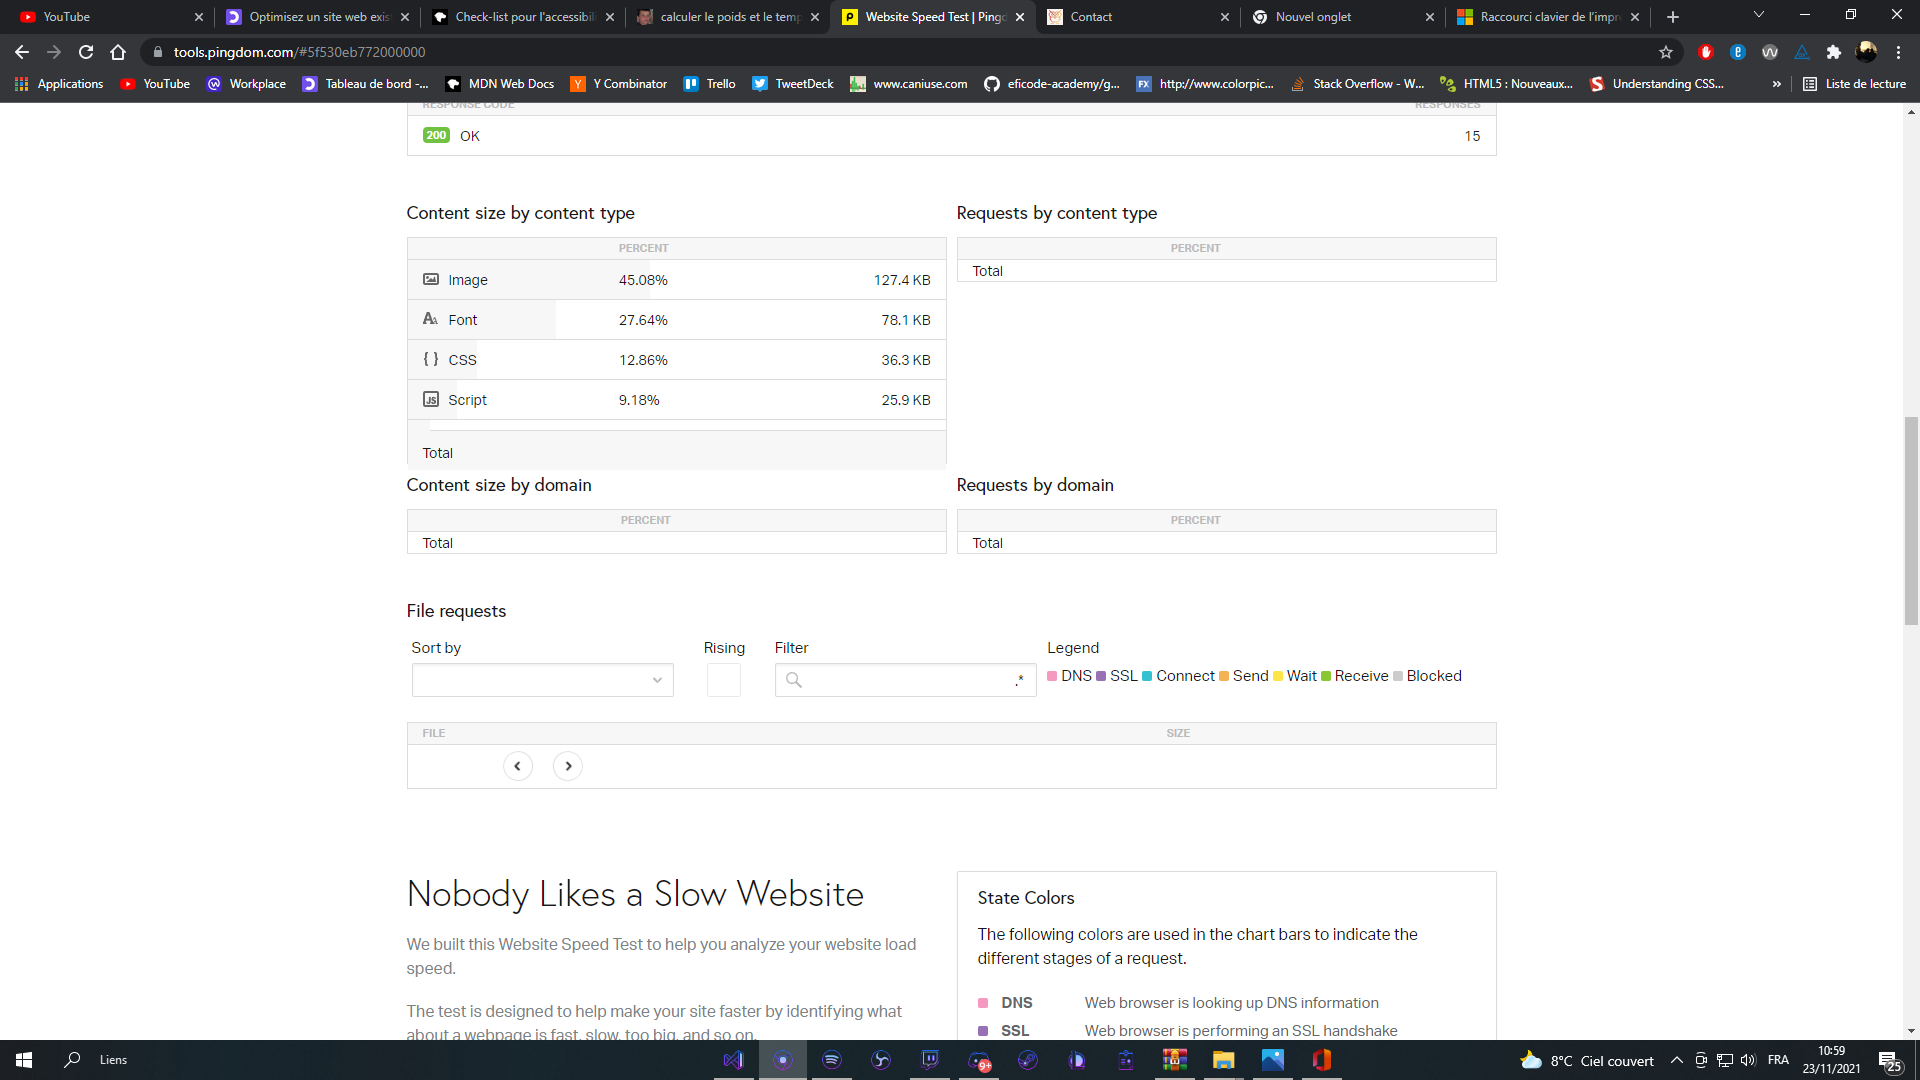 YouTube
Optimisez un site web exis
Check-list pour l'accessibili
calculer le poids et le temp
Website Speed Test | Pingd
Contact
Nouvel onglet
Raccourci clavier de l'impr
tools.pingdom.com/#5f530eb772000000
Applications
YouTube
Workplace
Tableau de bord -...
MDN Web Docs
Y Combinator
Trello
TweetDeck
www.caniuse.com
eficode-academy/g...
http://www.colorpic...
Stack Overflow - W...
HTML5 : Nouveaux...
Understanding CSS...
»
Liste de lecture
RESPONSE CODE RESPONSES
200 OK 15
Content size by content type
PERCENT
Image 45.08% 127.4 KB
Font 27.64% 78.1 KB
CSS 12.86% 36.3 KB
Script 9.18% 25.9 KB
Total
Requests by content type
PERCENT
Total
Content size by domain
PERCENT
Total
Requests by domain
PERCENT
Total
File requests
Sort by
Rising
Filter
.*
Legend
DNS SSL Connect Send Wait Receive Blocked
FILE SIZE
Nobody Likes a Slow Website
We built this Website Speed Test to help you analyze your website load
speed.
The test is designed to help make your site faster by identifying what
about a webpage is fast, slow, too big, and so on.
State Colors
The following colors are used in the chart bars to indicate the
different stages of a request.
DNS Web browser is looking up DNS information
SSL Web browser is performing an SSL handshake
Liens
9+
8°C Ciel couvert
FRA
10:59
23/11/2021
25